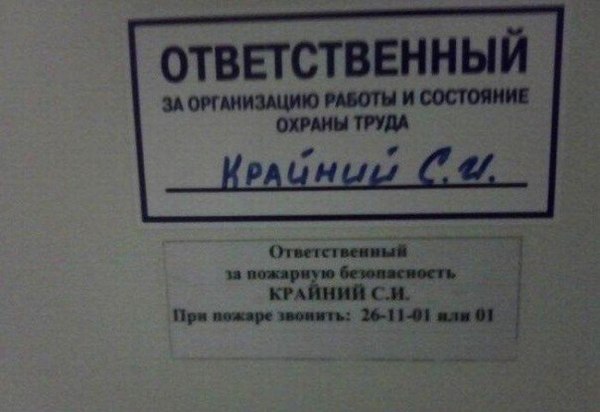 ОТВЕТСТВЕННЫЙ
ЗА ОРГАНИЗАЦИЮ РАБОТЫ И СОСТОЯНИЕ
ОХРАНЫ ТРУДА
КРАЙНИЙ С.И.
Ответственный
за пожарную безопасность
КРАЙНИЙ С.И.
При пожаре звонить: 26-11-01 или 01